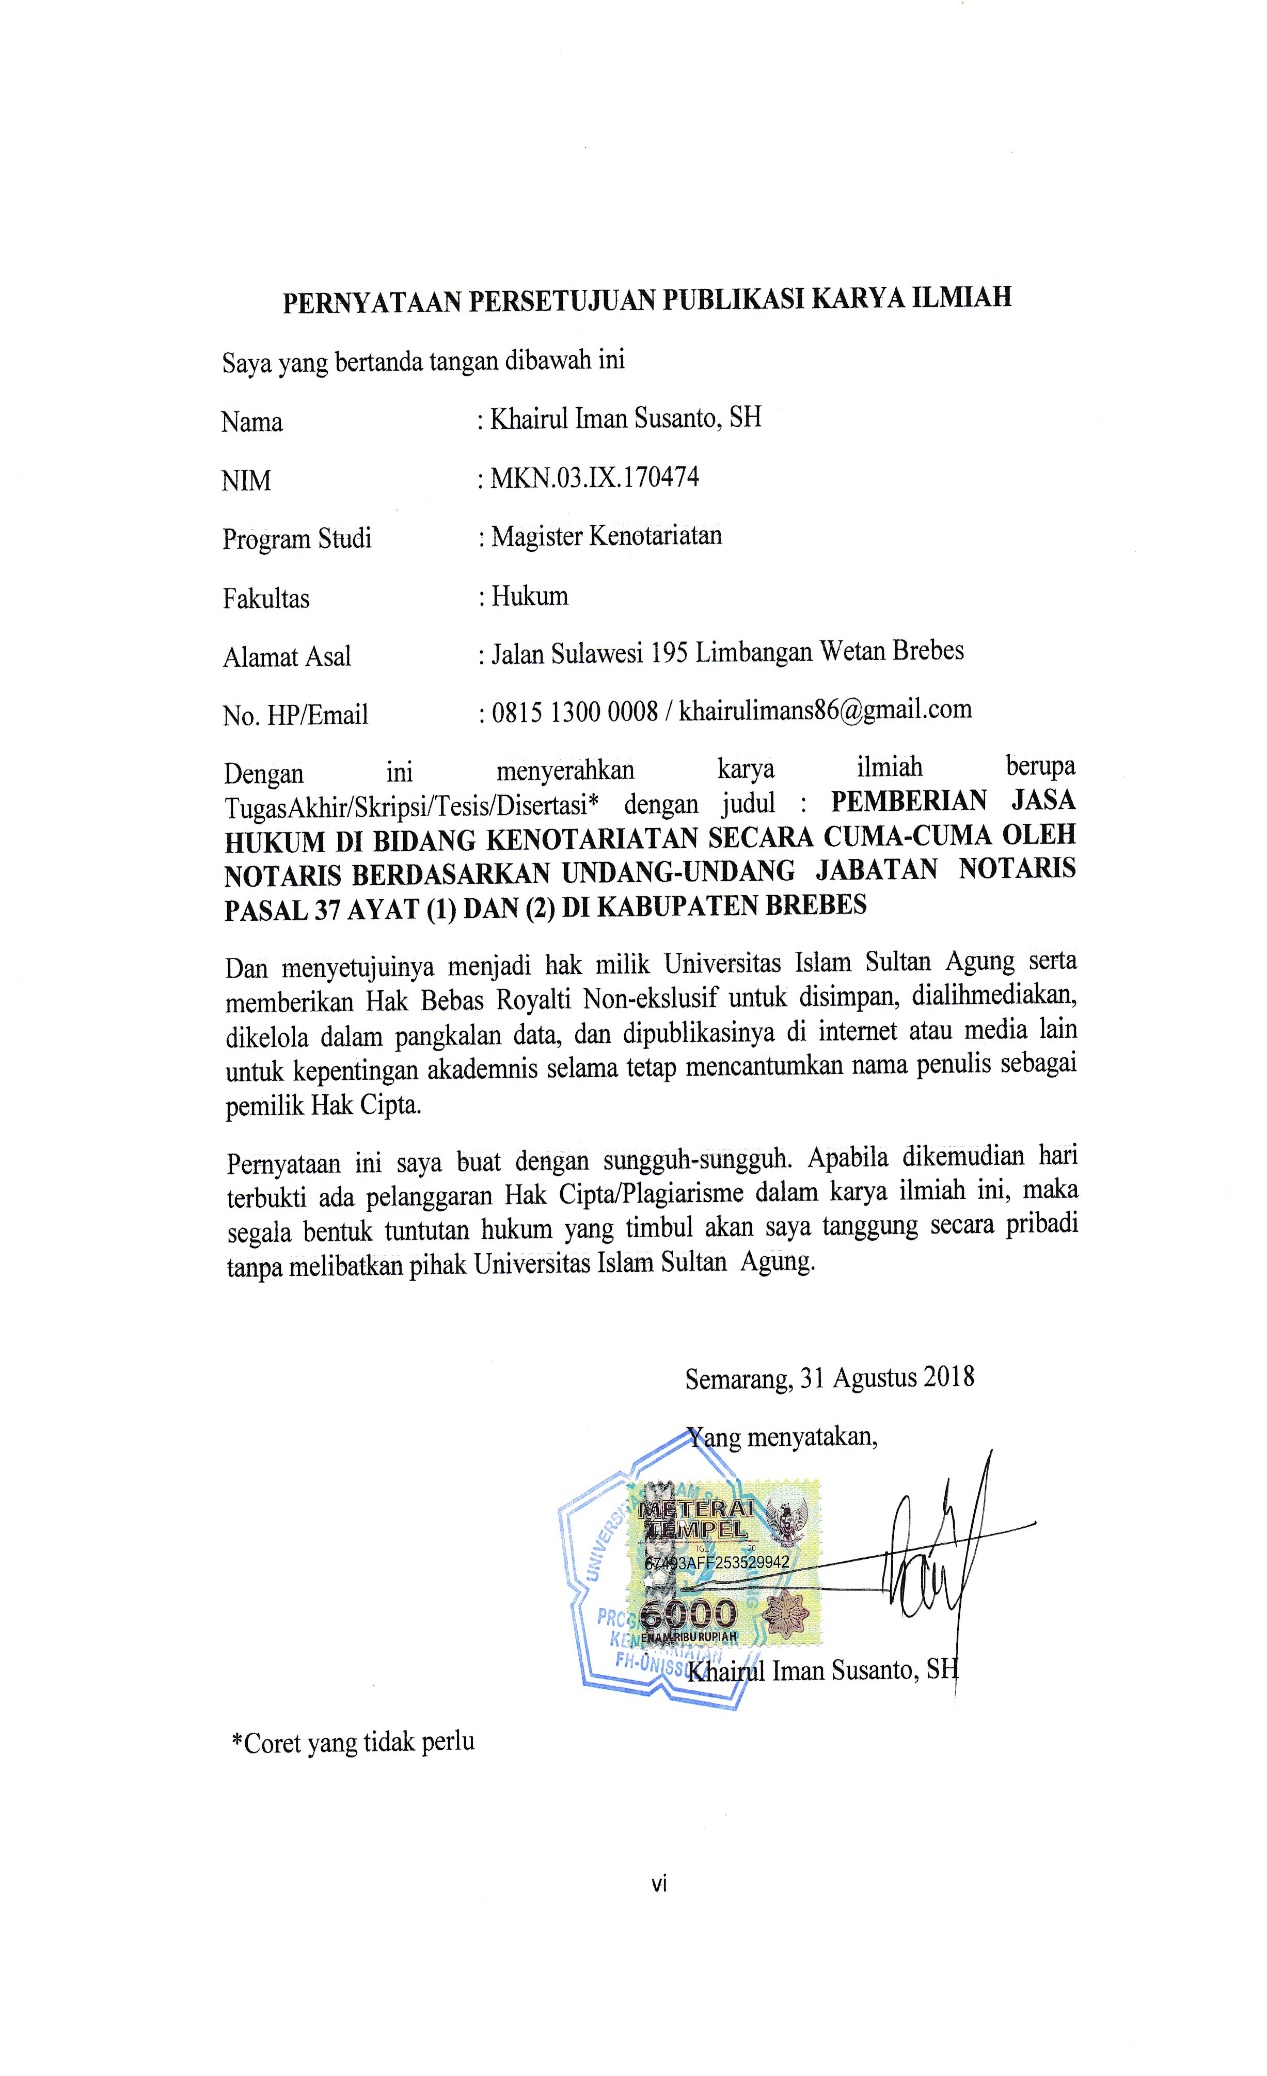 PERNYATAAN PERSETUJUAN PUBLIKASI KARYA ILMIAH
Saya yang bertanda tangan dibawah ini
Nama : Khairul Iman Susanto, SH
NIM : MKN.03.IX.170474
Program Studi : Magister Kenotariatan
Fakultas : Hukum
Alamat Asal : Jalan Sulawesi 195 Limbangan Wetan Brebes
No. HP/Email : 0815 1300 0008 / khairulimans86@gmail.com
Dengan ini menyerahkan karya ilmiah berupa
TugasAkhir/Skripsi/Tesis/Disertasi* dengan judul : PEMBERIAN JASA
HUKUM DI BIDANG KENOTARIATAN SECARA CUMA-CUMA OLEH
NOTARIS BERDASARKAN UNDANG-UNDANG JABATAN NOTARIS
PASAL 37 AYAT (1) DAN (2) DI KABUPATEN BREBES
Dan menyetujuinya menjadi hak milik Universitas Islam Sultan Agung serta
memberikan Hak Bebas Royalti Non-ekslusif untuk disimpan, dialihmediakan,
dikelola dalam pangkalan data, dan dipublikasinya di internet atau media lain
untuk kepentingan akademnis selama tetap mencantumkan nama penulis sebagai
pemilik Hak Cipta.
Pernyataan ini saya buat dengan sungguh-sungguh. Apabila dikemudian hari
terbukti ada pelanggaran Hak Cipta/Plagiarisme dalam karya ilmiah ini, maka
segala bentuk tuntutan hukum yang timbul akan saya tanggung secara pribadi
tanpa melibatkan pihak Universitas Islam Sultan Agung.
Semarang, 31 Agustus 2018
Yang menyatakan,
METERAI
TEMPEL
67493AFF253529942
6000
ENAM RIBU RUPIAH
FH-UNISSULA
Khairul Iman Susanto, SH
*Coret yang tidak perlu
vi